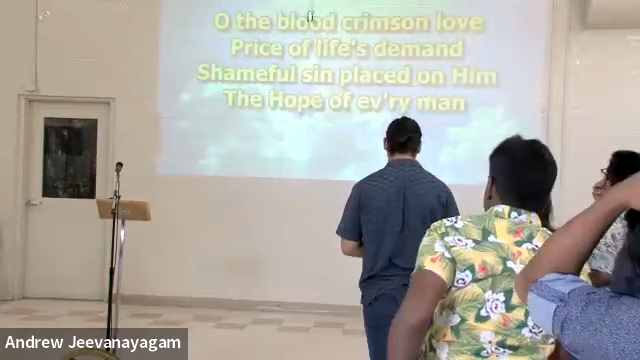 O the blood crimson love
Price of life's demand
Shameful sin placed on Him
The Hope of ev'ry man
Andrew Jeevanayagam